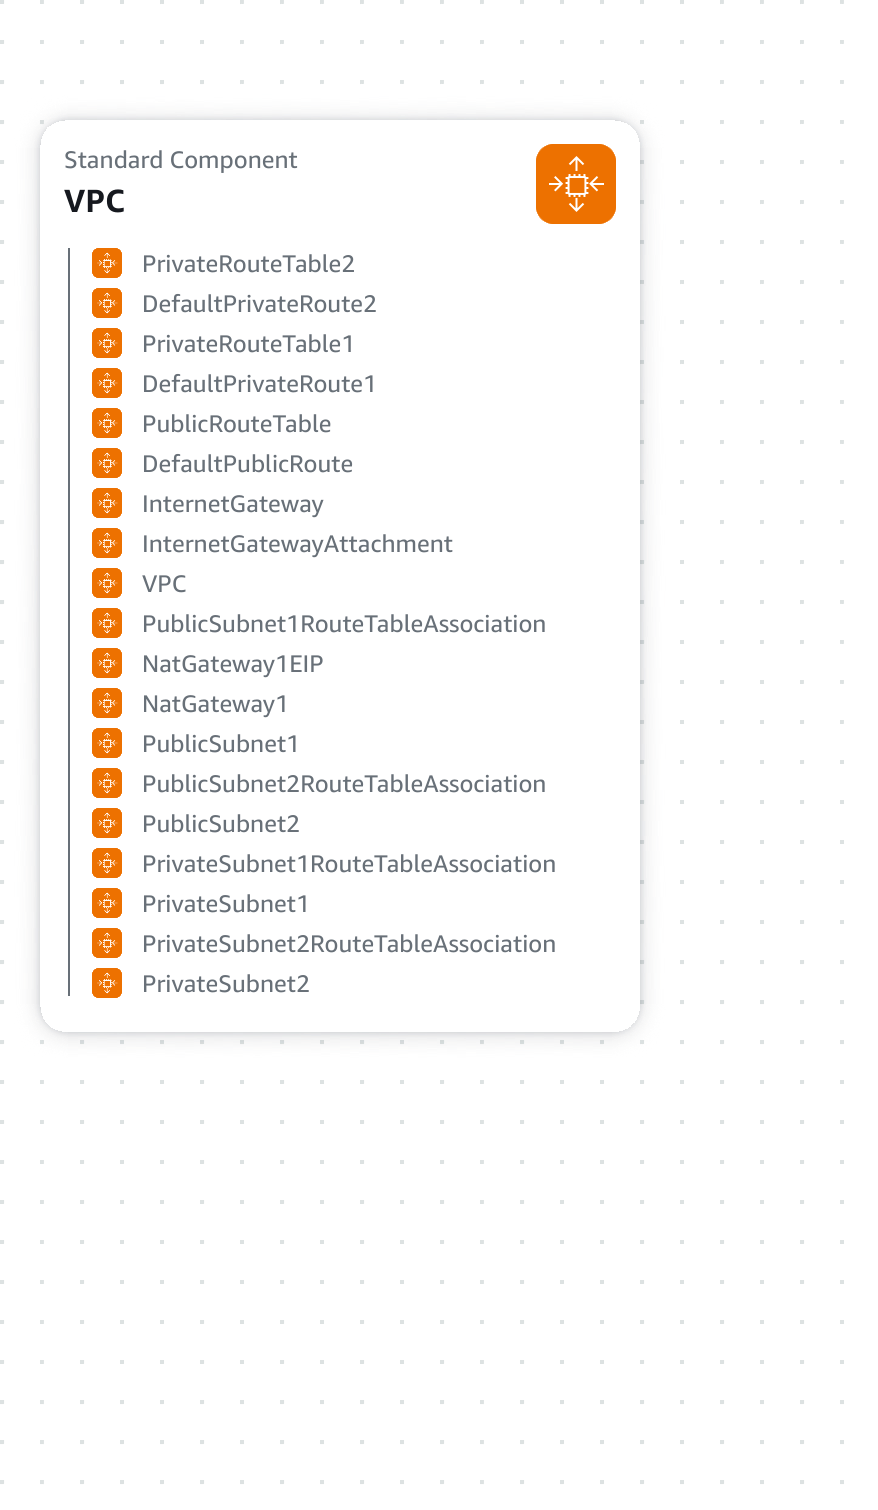 Standard Component
VPC
PrivateRouteTable2
DefaultPrivateRoute2
PrivateRouteTable1
DefaultPrivateRoute1
PublicRouteTable
DefaultPublicRoute
InternetGateway
InternetGatewayAttachment
VPC
PublicSubnet1RouteTableAssociation
NatGateway1EIP
NatGateway1
PublicSubnet1
PublicSubnet2RouteTableAssociation
PublicSubnet2
PrivateSubnet1RouteTableAssociation
PrivateSubnet1
PrivateSubnet2RouteTableAssociation
PrivateSubnet2